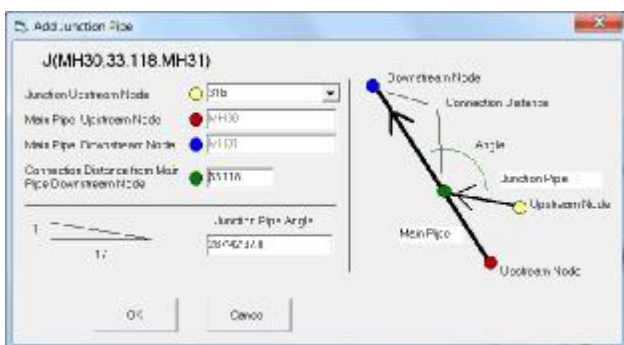 Add Junction Pipe
J(MH30,33.118,MH31)
Junction Upstream Node
Main Pipe Upstream Node MH30
Main Pipe Downstream Node MH31
Connection Distance from Main
Pipe Downstream Node 33.118
1
17
Junction Pipe Angle
OK
Cancel
Downstream Node
Connection Distance
Angle
Junction Pipe
Upstream Node
Main Pipe
Upstream Node